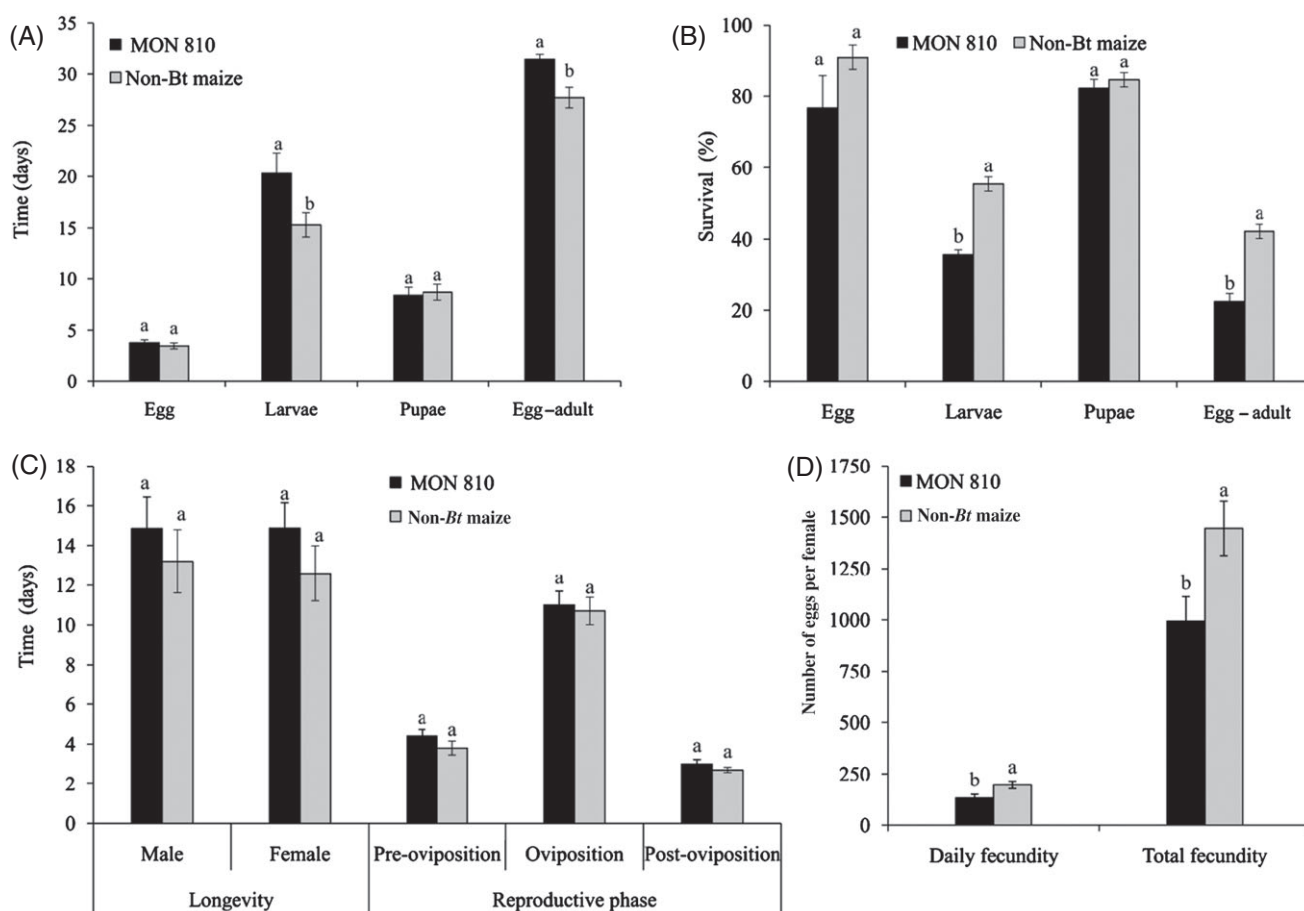 (A)
MON 810
Non-Bt maize
Time (days)
35
30
25
20
15
10
5
0
a a
a b
a a
a b
Egg Larvae Pupae Egg–adult
(B)
MON 810 Non-Bt maize
Survival (%)
100
80
60
40
20
0
a a
b a
a a
b a
Egg Larvae Pupae Egg – adult
(C)
MON 810
Non-Bt maize
Time (days)
18
16
14
12
10
8
6
4
2
0
a a
a a
a a
a a
a a
Male Female Pre-oviposition Oviposition Post-oviposition
Longevity Reproductive phase
(D)
MON 810
Non-Bt maize
Number of eggs per female
1750
1500
1250
1000
750
500
250
0
b a
b a
Daily fecundity Total fecundity